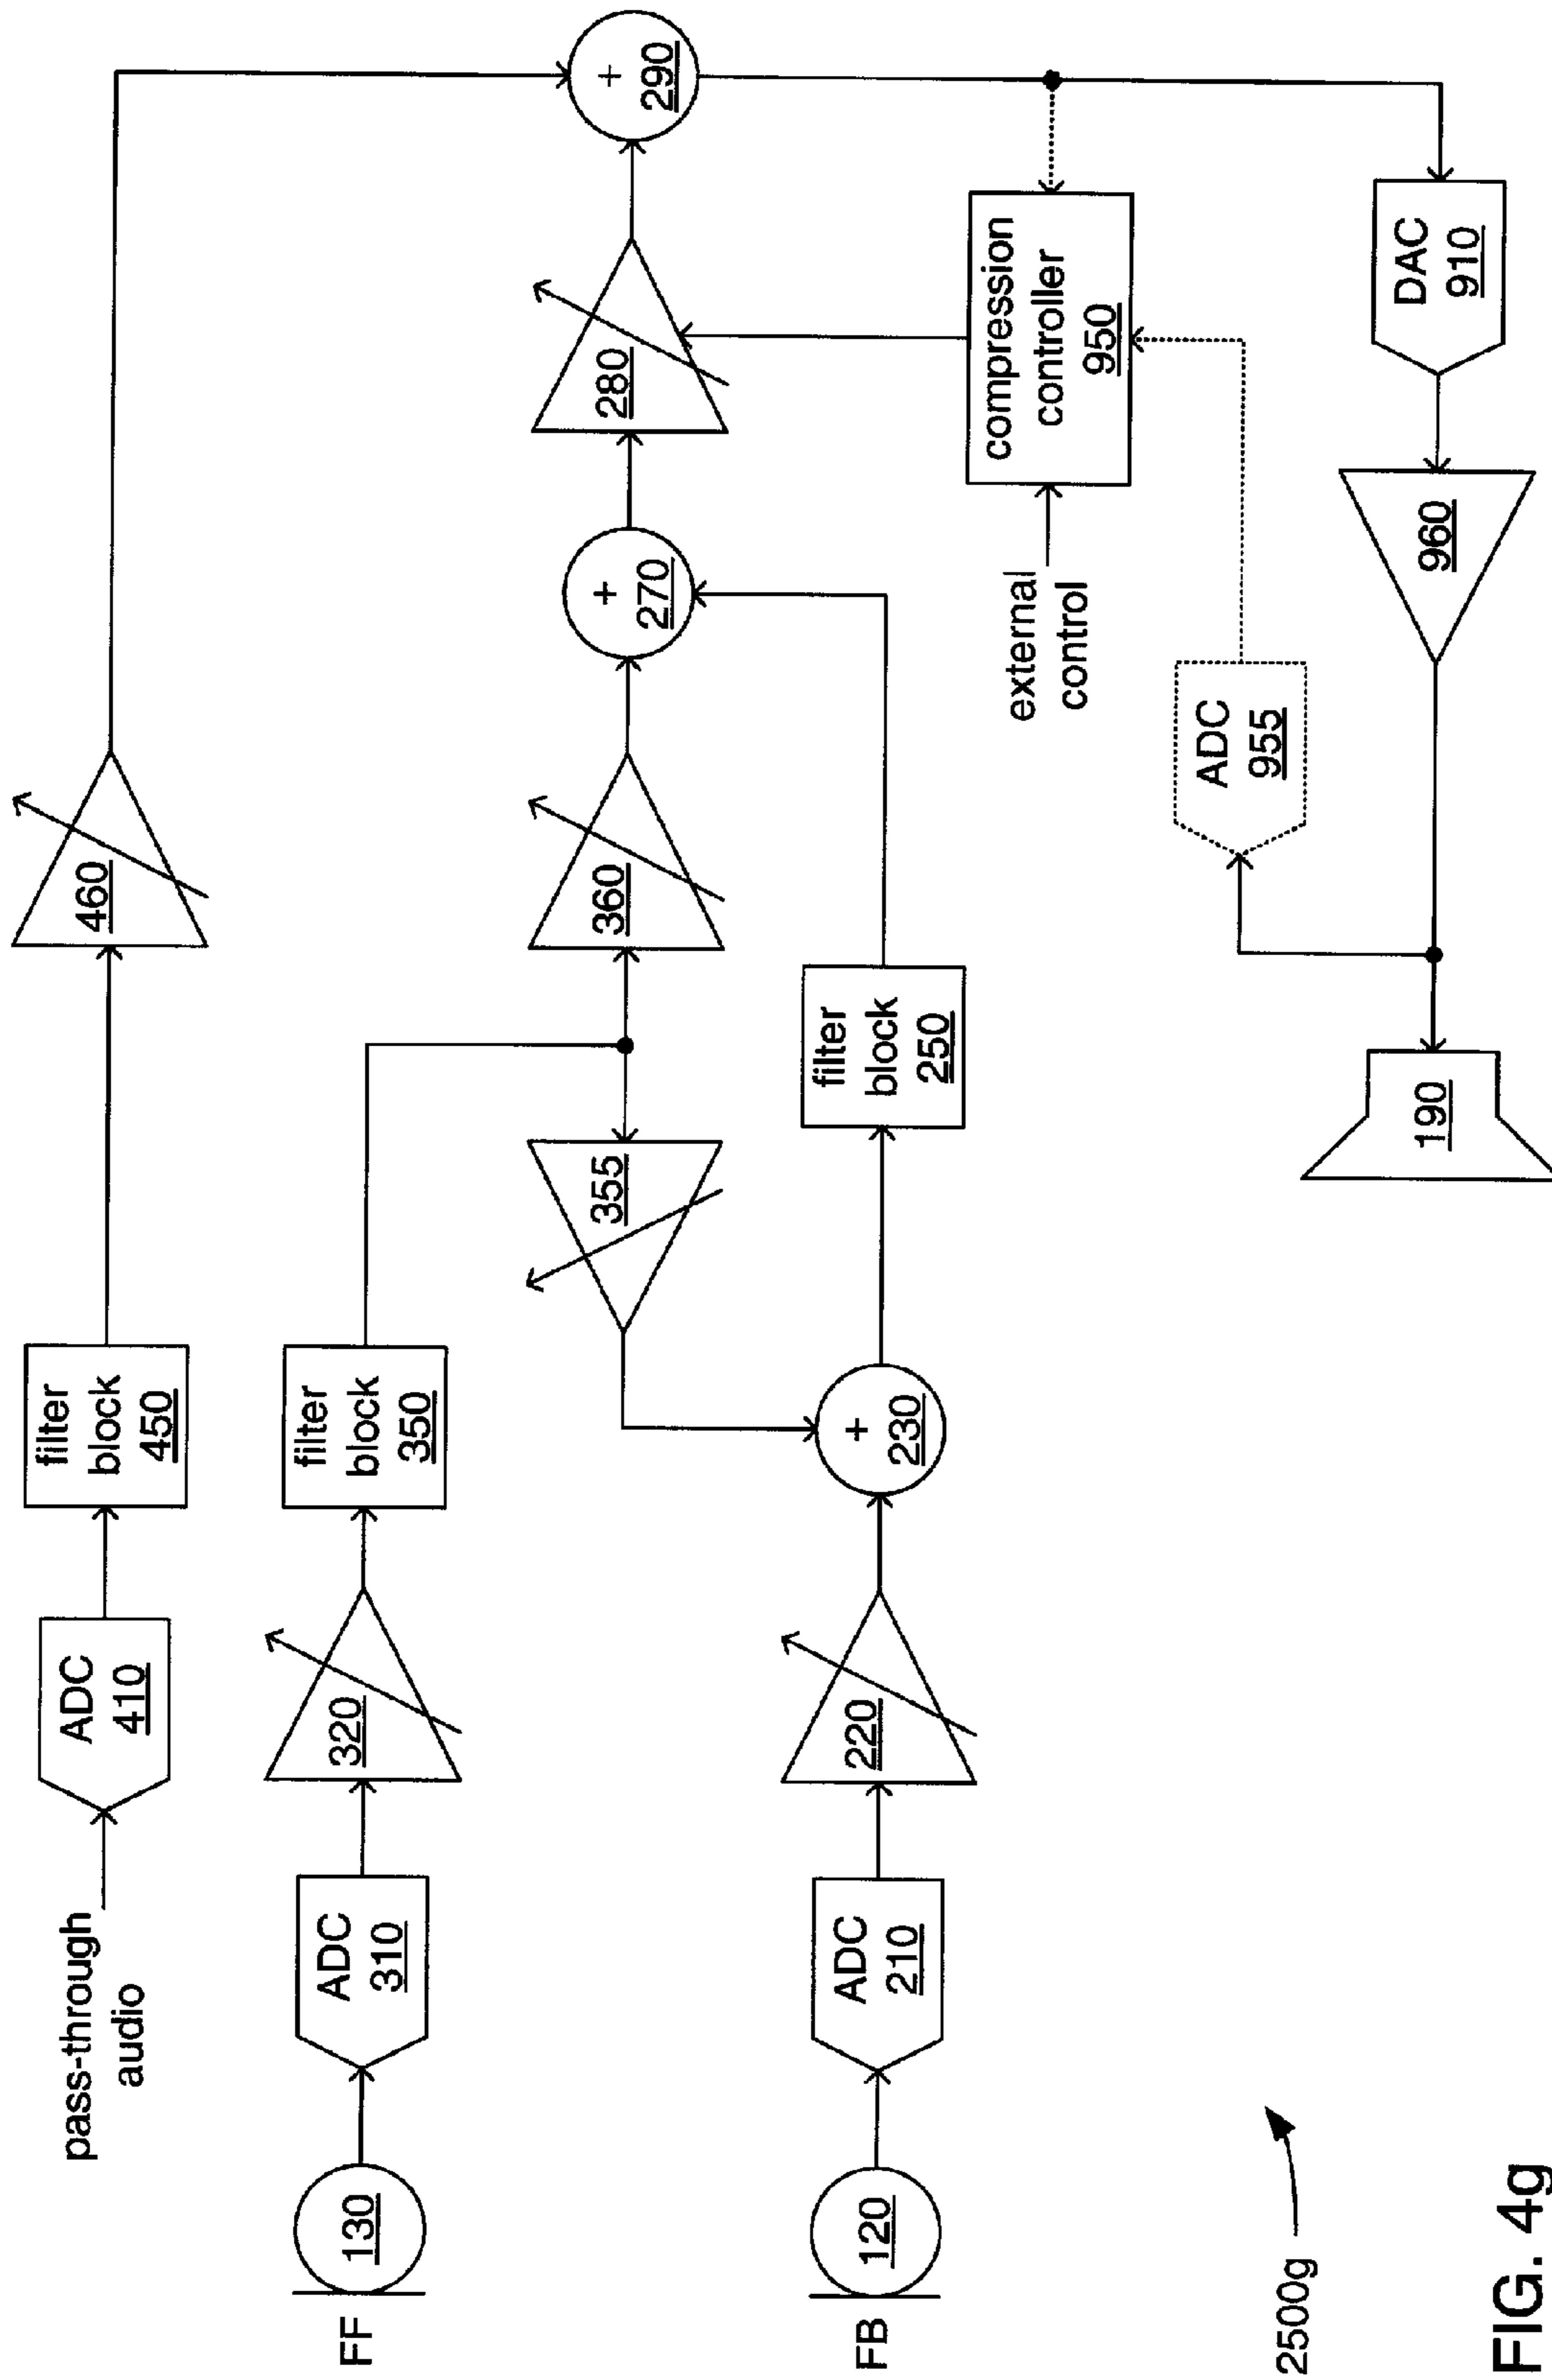 pass-through
audio
ADC
410
filter
block
450
460
FF
130
ADC
310
320
filter
block
350
355
360
+
270
280
+
290
FB
120
ADC
210
220
+
230
filter
block
250
external
control
compression
controller
950
ADC
955
190
960
DAC
910
2500g
FIG. 4g